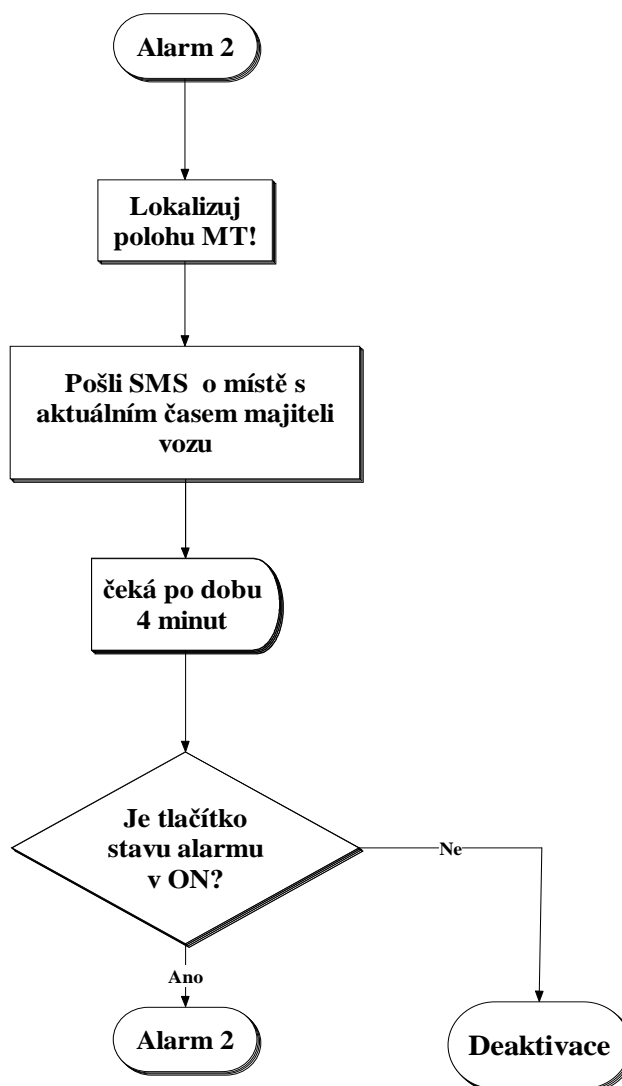 Alarm 2
Lokalizuj
polohu MT!
Pošli SMS  o místě s
aktuálním časem majiteli
vozu
čeká po dobu
4 minut
Je tlačítko
stavu alarmu
v ON?
Ne
Ano
Alarm 2
Deaktivace